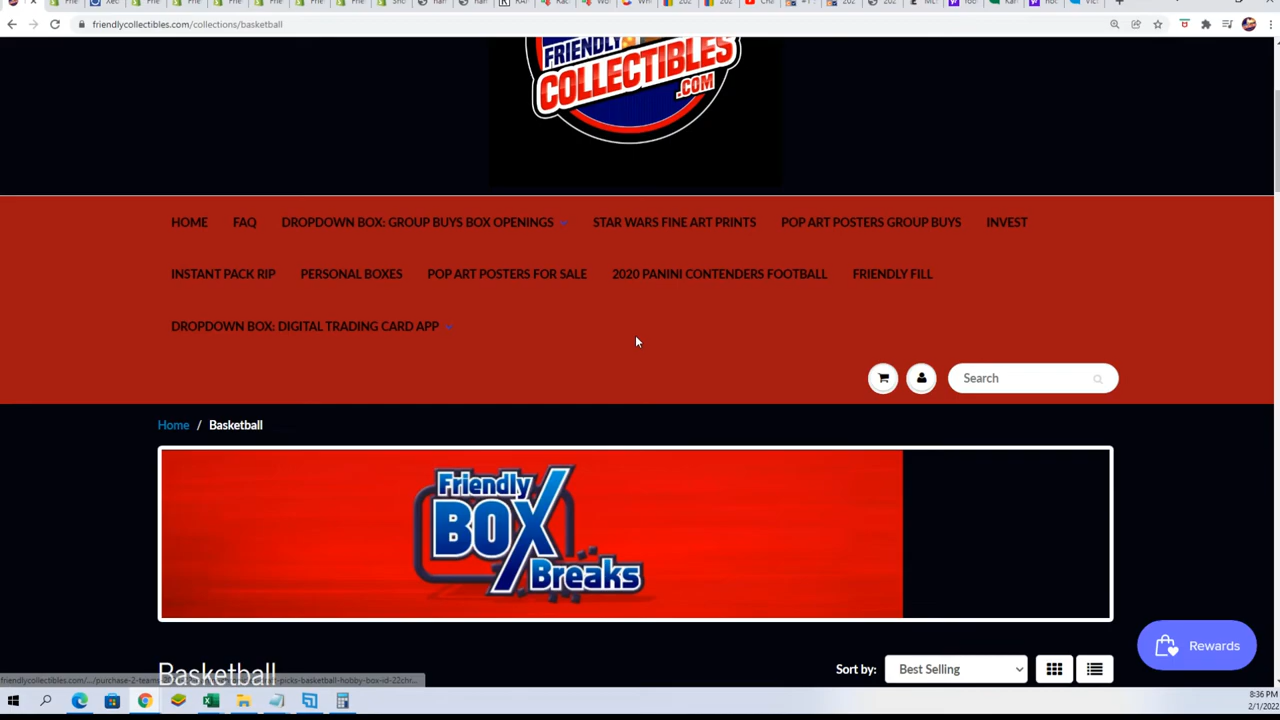 friendlycollectibles.com/collections/basketball
FRIENDLY
COLLECTIBLES
.COM
HOME FAQ DROPDOWN BOX: GROUP BUYS BOX OPENINGS STAR WARS FINE ART PRINTS POP ART POSTERS GROUP BUYS INVEST
INSTANT PACK RIP PERSONAL BOXES POP ART POSTERS FOR SALE 2020 PANINI CONTENDERS FOOTBALL FRIENDLY FILL
DROPDOWN BOX: DIGITAL TRADING CARD APP
Search
Home / Basketball
Friendly
BOX
Breaks
Rewards
Basketball
Sort by: Best Selling
8:36 PM
2/1/2022